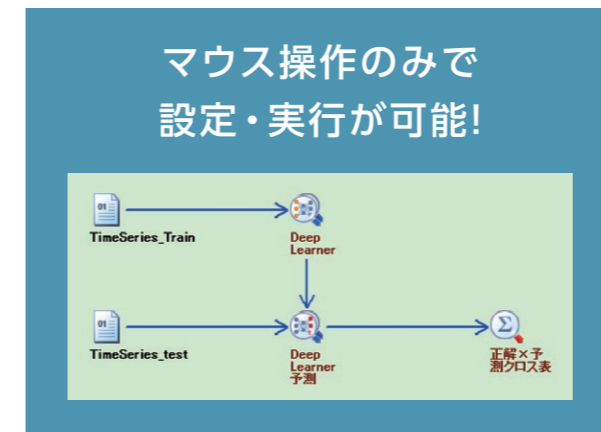 マウス操作のみで
設定・実行が可能!
01
TimeSeries_Train
Deep
Learner
01
TimeSeries_test
Deep
Learner
予測
Σ
正解×予
測クロス表